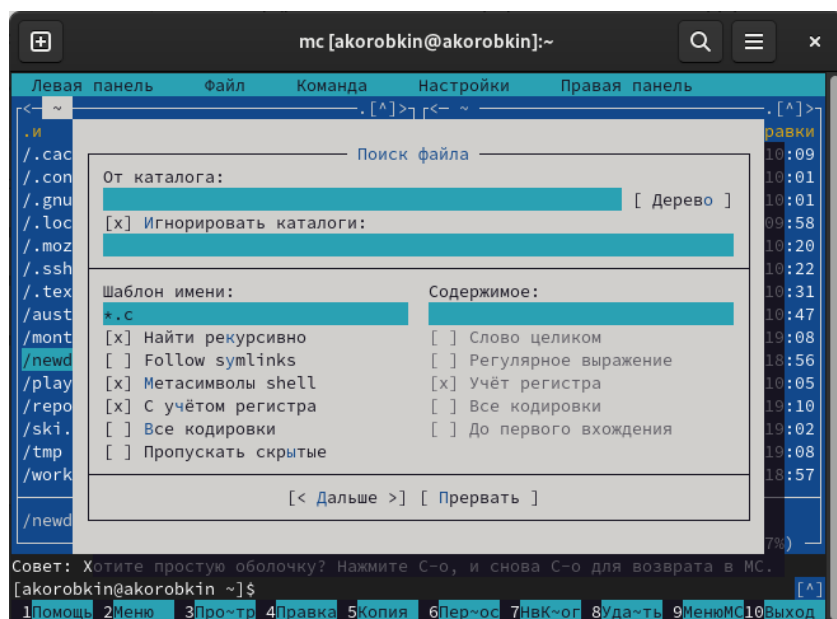 mc [akorobkin@akorobkin]:~
Левая панель Файл Команда Настройки Правая панель
<— ~ .[^]> <— ~ .[^]>
.и равки
/.cac 10:09
/.con 10:01
/.gnu 10:01
/.loc 09:58
/.moz 10:20
/.ssh 10:22
/.tex 10:31
/aust 10:47
/mont 19:08
/newd 18:56
/play 10:05
/repo 19:10
/ski. 19:02
/tmp 19:08
/work 18:57
/newd
7%)
Поиск файла
От каталога:
[ Дерево ]
[x] Игнорировать каталоги:
Шаблон имени: Содержимое:
*.c
[x] Найти рекурсивно [ ] Слово целиком
[ ] Follow symlinks [ ] Регулярное выражение
[x] Метасимволы shell [x] Учёт регистра
[x] С учётом регистра [ ] Все кодировки
[ ] Все кодировки [ ] До первого вхождения
[ ] Пропускать скрытые
[< Дальше >] [ Прервать ]
Совет: Хотите простую оболочку? Нажмите C-o, и снова C-o для возврата в MC.
[akorobkin@akorobkin ~]$ [^]
1Помощь 2Меню 3Про~тр 4Правка 5Копия 6Пер~ос 7НвК~ог 8Уда~ть 9МенюМС10Выход